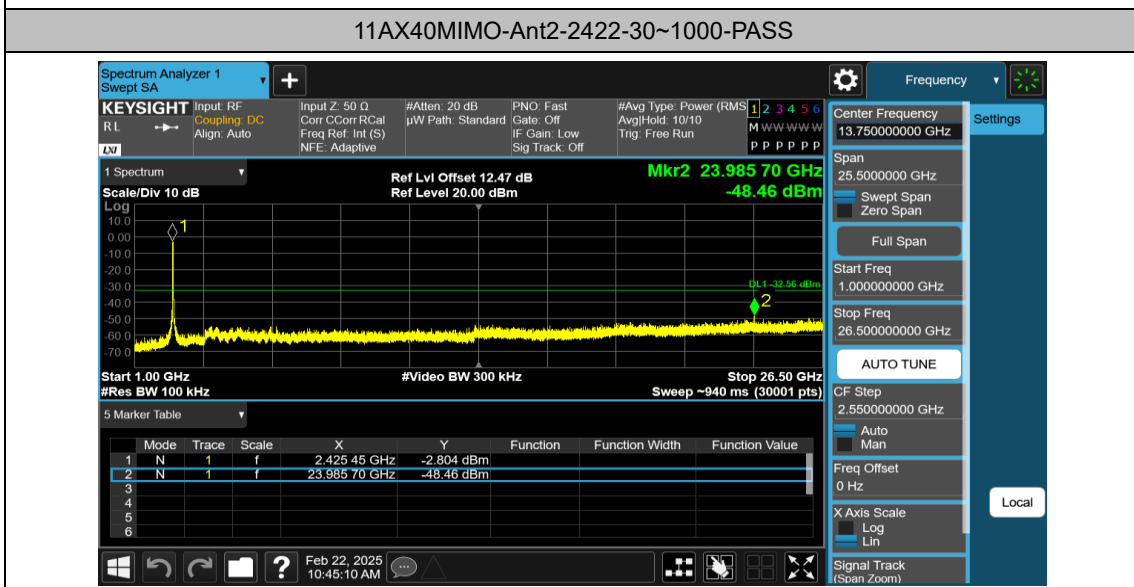 11AX40MIMO-Ant2-2422-30~1000-PASS
Spectrum Analyzer 1
Swept SA
Frequency
KEYSIGHT
Input: RF
Coupling: DC
Align: Auto
Input Z: 50 Ω
Corr CCorr RCal
Freq Ref: Int (S)
NFE: Adaptive
#Atten: 20 dB
µW Path: Standard
PNO: Fast
Gate: Off
IF Gain: Low
Sig Track: Off
#Avg Type: Power (RMS
Avg|Hold: 10/10
Trig: Free Run
1 2 3 4 5 6
M W W W W W
P P P P P P
R L
LXI
Center Frequency
13.750000000 GHz
Settings
Span
25.5000000 GHz
Swept Span
Zero Span
Full Span
Start Freq
1.000000000 GHz
Stop Freq
26.500000000 GHz
AUTO TUNE
CF Step
2.550000000 GHz
Auto
Man
Freq Offset
0 Hz
X Axis Scale
Log
Lin
Signal Track
(Span Zoom)
Local
1 Spectrum
Scale/Div 10 dB
Ref Lvl Offset 12.47 dB
Ref Level 20.00 dBm
Mkr2 23.985 70 GHz
-48.46 dBm
Log
10.0
0.00
-10.0
-20.0
-30.0
-40.0
-50.0
-60.0
-70.0
1
DL1 -32.56 dBm
2
Start 1.00 GHz
#Res BW 100 kHz
#Video BW 300 kHz
Stop 26.50 GHz
Sweep ~940 ms (30001 pts)
5 Marker Table
Mode Trace Scale X Y Function Function Width Function Value
1 N 1 f 2.425 45 GHz -2.804 dBm
2 N 1 f 23.985 70 GHz -48.46 dBm
3
4
5
6
Feb 22, 2025
10:45:10 AM